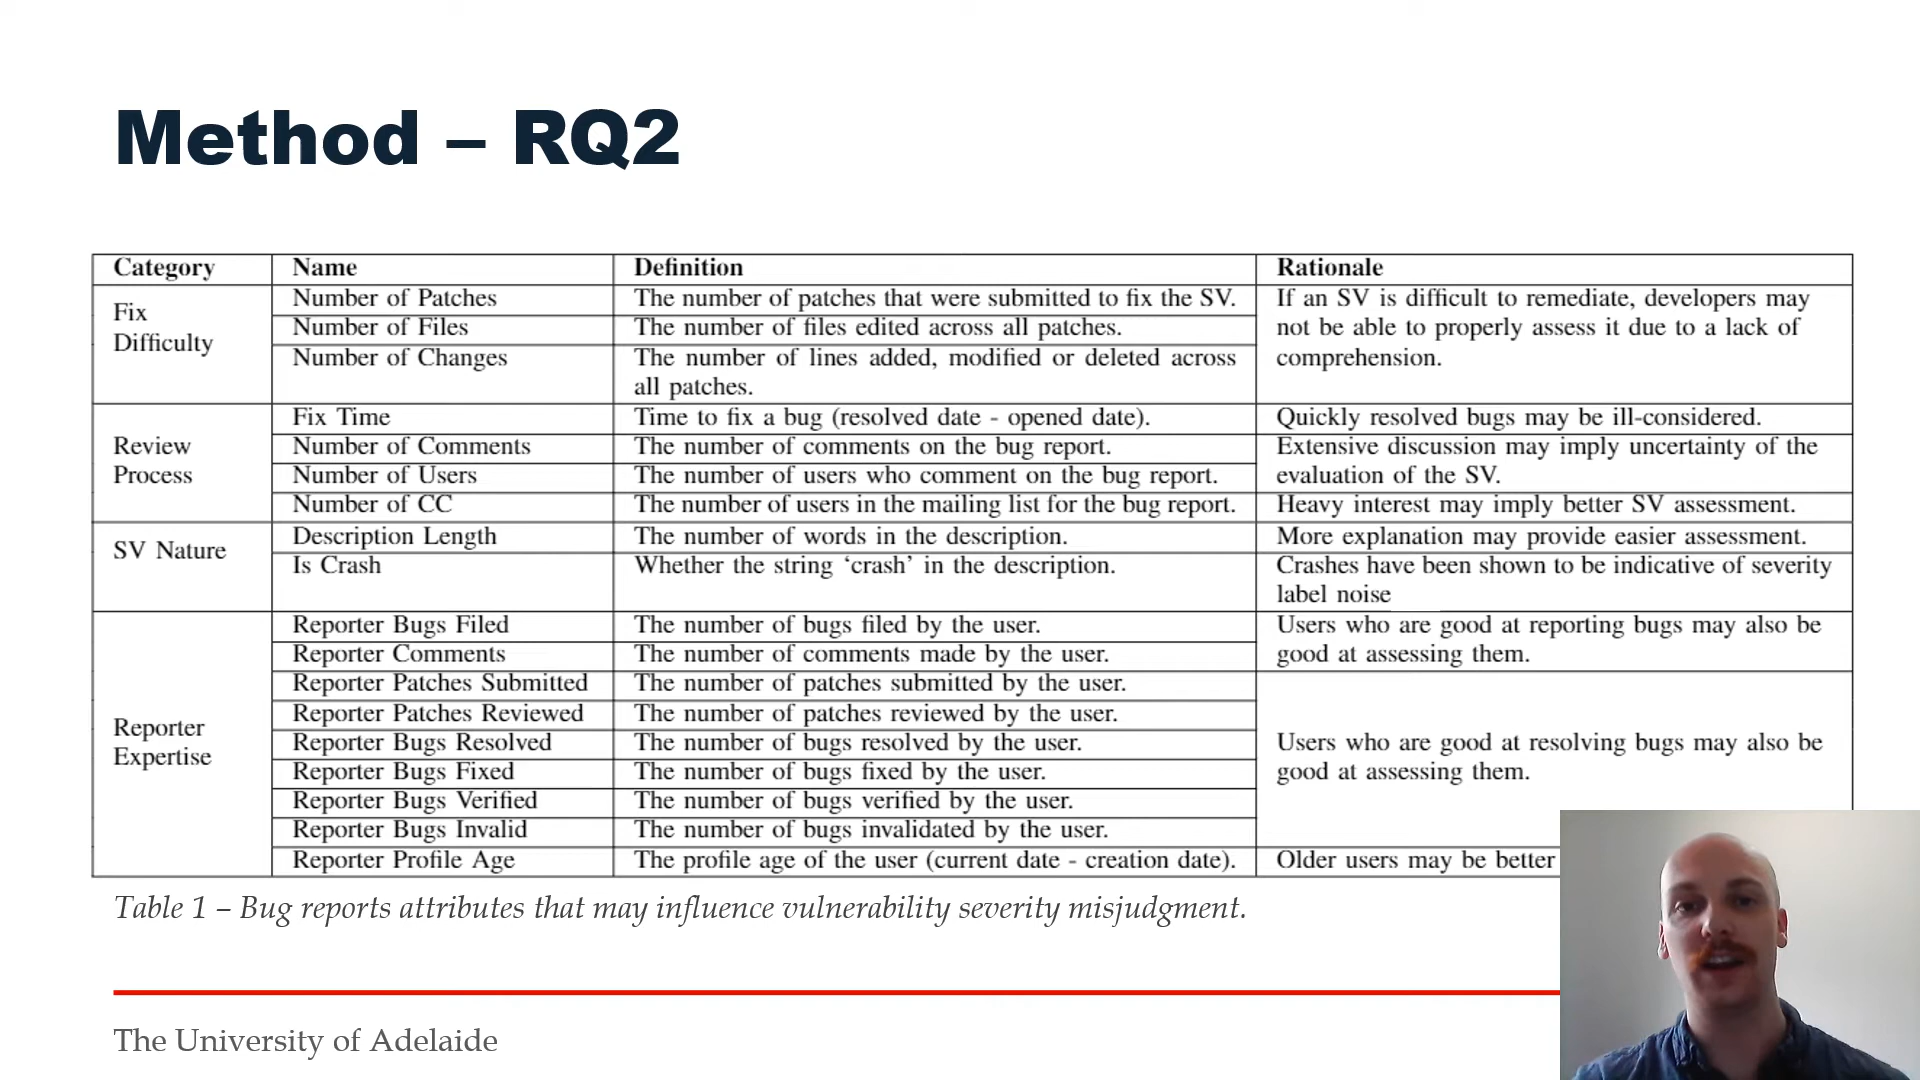 Method – RQ2
Category Name Definition Rationale
Fix Difficulty
Number of Patches The number of patches that were submitted to fix the SV. If an SV is difficult to remediate, developers may
Number of Files The number of files edited across all patches. not be able to properly assess it due to a lack of
Number of Changes The number of lines added, modified or deleted across comprehension.
all patches.
Review Process
Fix Time Time to fix a bug (resolved date - opened date). Quickly resolved bugs may be ill-considered.
Number of Comments The number of comments on the bug report. Extensive discussion may imply uncertainty of the
Number of Users The number of users who comment on the bug report. evaluation of the SV.
Number of CC The number of users in the mailing list for the bug report. Heavy interest may imply better SV assessment.
SV Nature
Description Length The number of words in the description. More explanation may provide easier assessment.
Is Crash Whether the string ‘crash’ in the description. Crashes have been shown to be indicative of severity
label noise
Reporter Expertise
Reporter Bugs Filed The number of bugs filed by the user. Users who are good at reporting bugs may also be
Reporter Comments The number of comments made by the user. good at assessing them.
Reporter Patches Submitted The number of patches submitted by the user.
Reporter Patches Reviewed The number of patches reviewed by the user.
Reporter Bugs Resolved The number of bugs resolved by the user. Users who are good at resolving bugs may also be
Reporter Bugs Fixed The number of bugs fixed by the user. good at assessing them.
Reporter Bugs Verified The number of bugs verified by the user.
Reporter Bugs Invalid The number of bugs invalidated by the user.
Reporter Profile Age The profile age of the user (current date - creation date). Older users may be better
Table 1 – Bug reports attributes that may influence vulnerability severity misjudgment.
The University of Adelaide